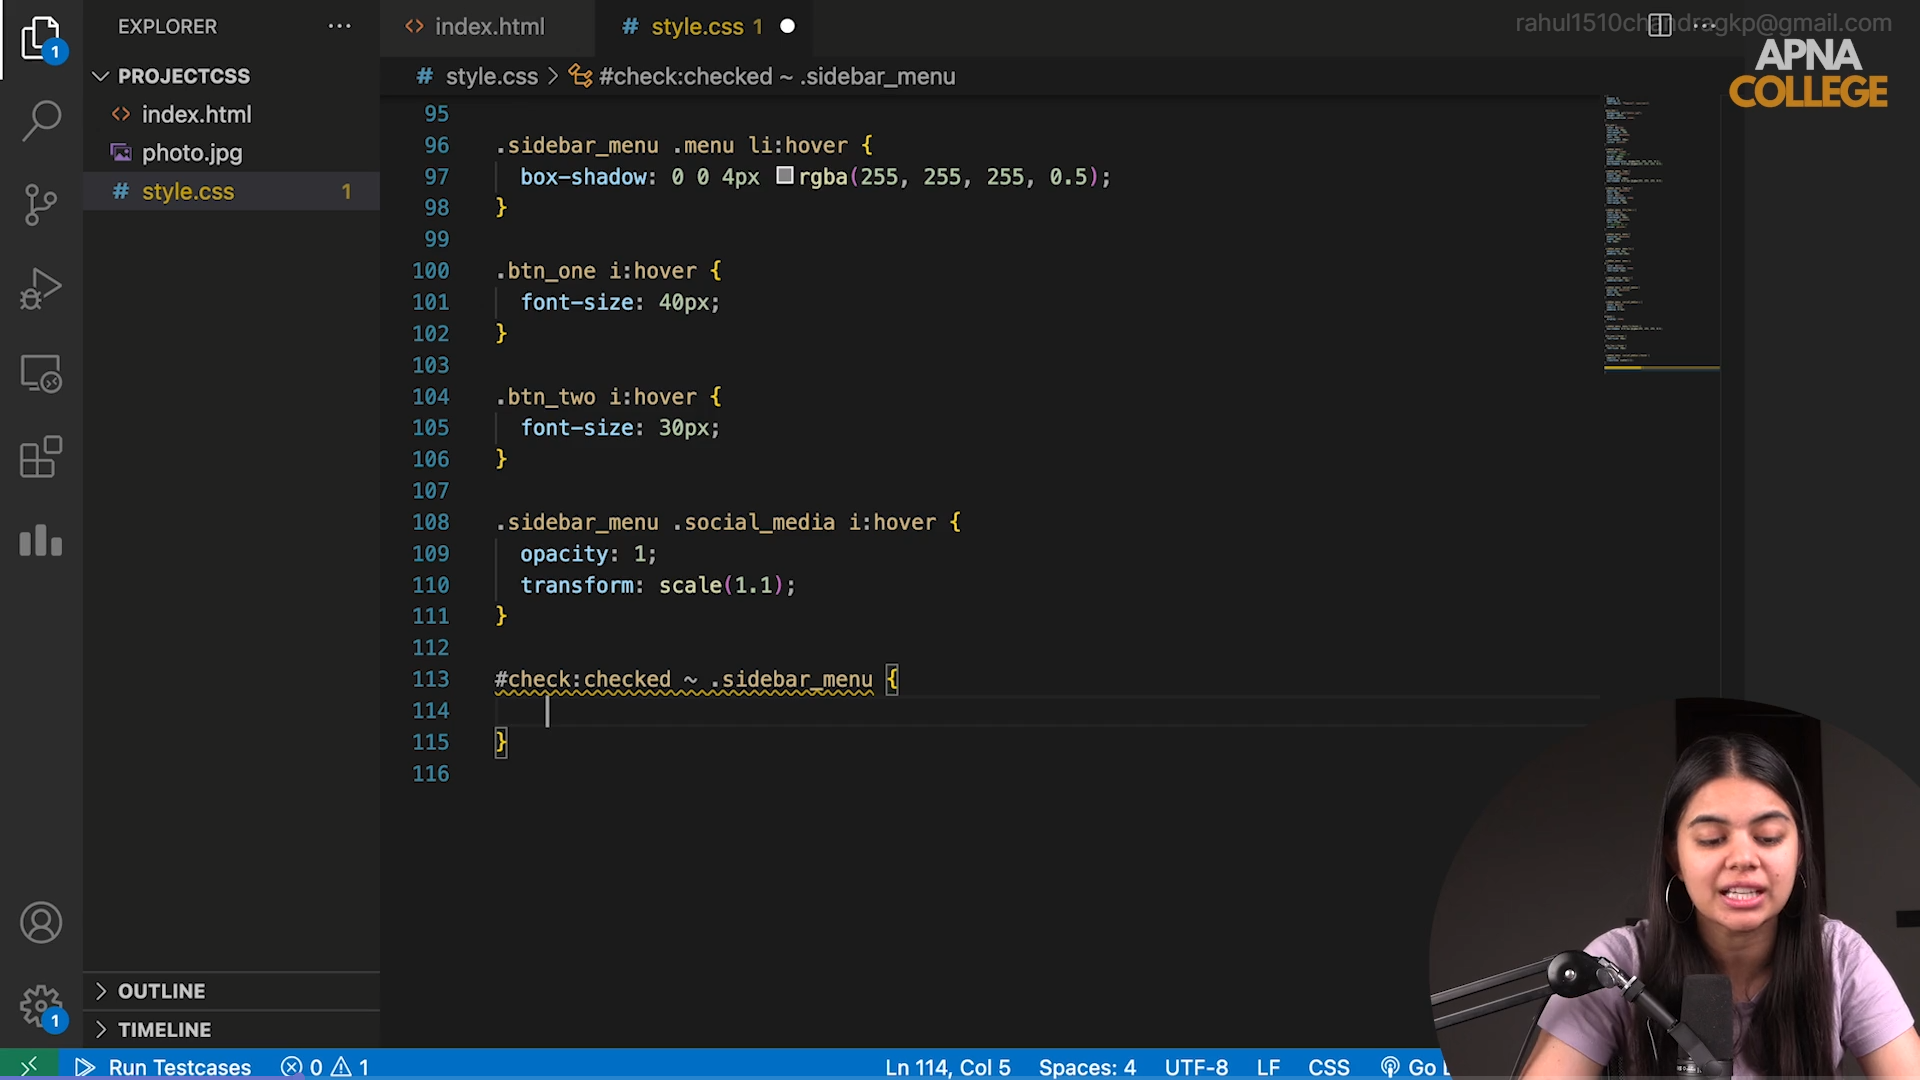 EXPLORER
index.html
style.css 1
rahul1510chandragkp@gmail.com
APNA
COLLEGE
PROJECTCSS
style.css > #check:checked ~ .sidebar_menu
index.html
photo.jpg
style.css 1
95
96 .sidebar_menu .menu li:hover {
97 box-shadow: 0 0 4px rgba(255, 255, 255, 0.5);
98 }
99
100 .btn_one i:hover {
101 font-size: 40px;
102 }
103
104 .btn_two i:hover {
105 font-size: 30px;
106 }
107
108 .sidebar_menu .social_media i:hover {
109 opacity: 1;
110 transform: scale(1.1);
111 }
112
113 #check:checked ~ .sidebar_menu {
114
115 }
116
1
1
OUTLINE
TIMELINE
Run Testcases 0 1 Ln 114, Col 5 Spaces: 4 UTF-8 LF CSS Go